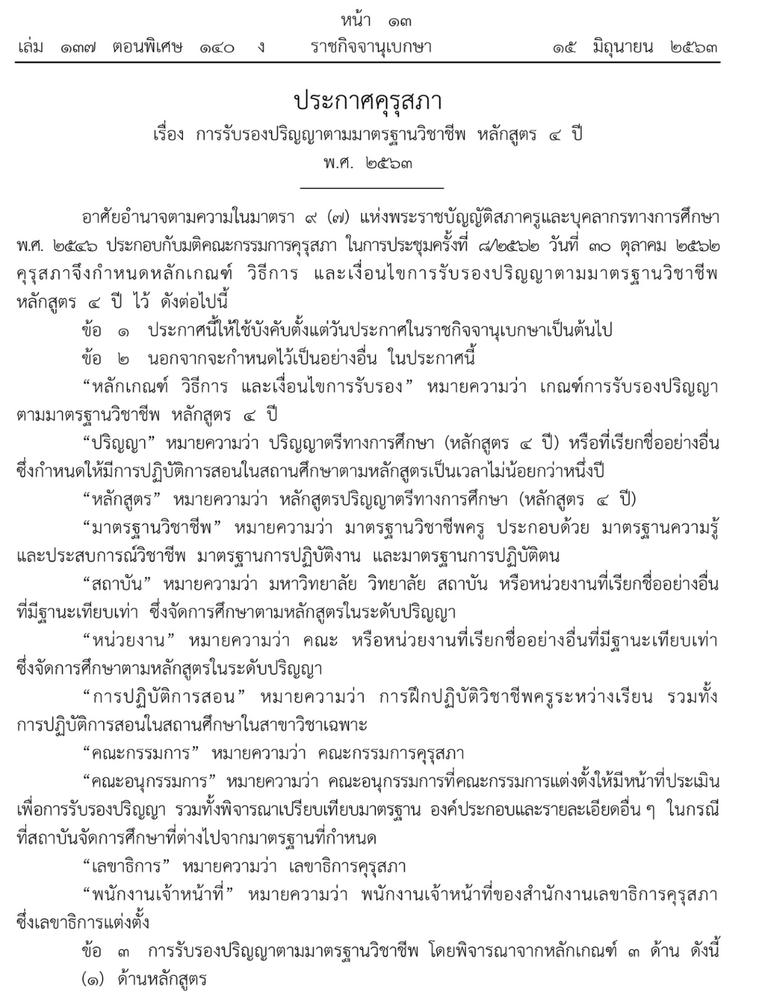 หน้า ๑๓
เล่ม ๑๓๗ ตอนพิเศษ ๑๔๐ ง ราชกิจจานุเบกษา ๑๕ มิถุนายน ๒๕๖๓
ประกาศคุรุสภา
เรื่อง การรับรองปริญญาตามมาตรฐานวิชาชีพ หลักสูตร ๔ ปี
พ.ศ. ๒๕๖๓
อาศัยอำนาจตามความในมาตรา ๙ (๗) แห่งพระราชบัญญัติสภาครูและบุคลากรทางการศึกษา
พ.ศ. ๒๕๔๖ ประกอบกับมติคณะกรรมการคุรุสภา ในการประชุมครั้งที่ ๘/๒๕๖๒ วันที่ ๓๐ ตุลาคม ๒๕๖๒
คุรุสภาจึงกำหนดหลักเกณฑ์ วิธีการ และเงื่อนไขการรับรองปริญญาตามมาตรฐานวิชาชีพ
หลักสูตร ๔ ปี ไว้ ดังต่อไปนี้
ข้อ ๑ ประกาศนี้ให้ใช้บังคับตั้งแต่วันประกาศในราชกิจจานุเบกษาเป็นต้นไป
ข้อ ๒ นอกจากจะกำหนดไว้เป็นอย่างอื่น ในประกาศนี้
“หลักเกณฑ์ วิธีการ และเงื่อนไขการรับรอง” หมายความว่า เกณฑ์การรับรองปริญญา
ตามมาตรฐานวิชาชีพ หลักสูตร ๔ ปี
“ปริญญา” หมายความว่า ปริญญาตรีทางการศึกษา (หลักสูตร ๔ ปี) หรือที่เรียกชื่ออย่างอื่น
ซึ่งกำหนดให้มีการปฏิบัติการสอนในสถานศึกษาตามหลักสูตรเป็นเวลาไม่น้อยกว่าหนึ่งปี
“หลักสูตร” หมายความว่า หลักสูตรปริญญาตรีทางการศึกษา (หลักสูตร ๔ ปี)
“มาตรฐานวิชาชีพ” หมายความว่า มาตรฐานวิชาชีพครู ประกอบด้วย มาตรฐานความรู้
และประสบการณ์วิชาชีพ มาตรฐานการปฏิบัติงาน และมาตรฐานการปฏิบัติตน
“สถาบัน” หมายความว่า มหาวิทยาลัย วิทยาลัย สถาบัน หรือหน่วยงานที่เรียกชื่ออย่างอื่น
ที่มีฐานะเทียบเท่า ซึ่งจัดการศึกษาตามหลักสูตรในระดับปริญญา
“หน่วยงาน” หมายความว่า คณะ หรือหน่วยงานที่เรียกชื่ออย่างอื่นที่มีฐานะเทียบเท่า
ซึ่งจัดการศึกษาตามหลักสูตรในระดับปริญญา
“การปฏิบัติการสอน” หมายความว่า การฝึกปฏิบัติวิชาชีพครูระหว่างเรียน รวมทั้ง
การปฏิบัติการสอนในสถานศึกษาในสาขาวิชาเฉพาะ
“คณะกรรมการ” หมายความว่า คณะกรรมการคุรุสภา
“คณะอนุกรรมการ” หมายความว่า คณะอนุกรรมการที่คณะกรรมการแต่งตั้งให้มีหน้าที่ประเมิน
เพื่อการรับรองปริญญา รวมทั้งพิจารณาเปรียบเทียบมาตรฐาน องค์ประกอบและรายละเอียดอื่น ๆ ในกรณี
ที่สถาบันจัดการศึกษาที่ต่างไปจากมาตรฐานที่กำหนด
“เลขาธิการ” หมายความว่า เลขาธิการคุรุสภา
“พนักงานเจ้าหน้าที่” หมายความว่า พนักงานเจ้าหน้าที่ของสำนักงานเลขาธิการคุรุสภา
ซึ่งเลขาธิการแต่งตั้ง
ข้อ ๓ การรับรองปริญญาตามมาตรฐานวิชาชีพ โดยพิจารณาจากหลักเกณฑ์ ๓ ด้าน ดังนี้
(๑) ด้านหลักสูตร